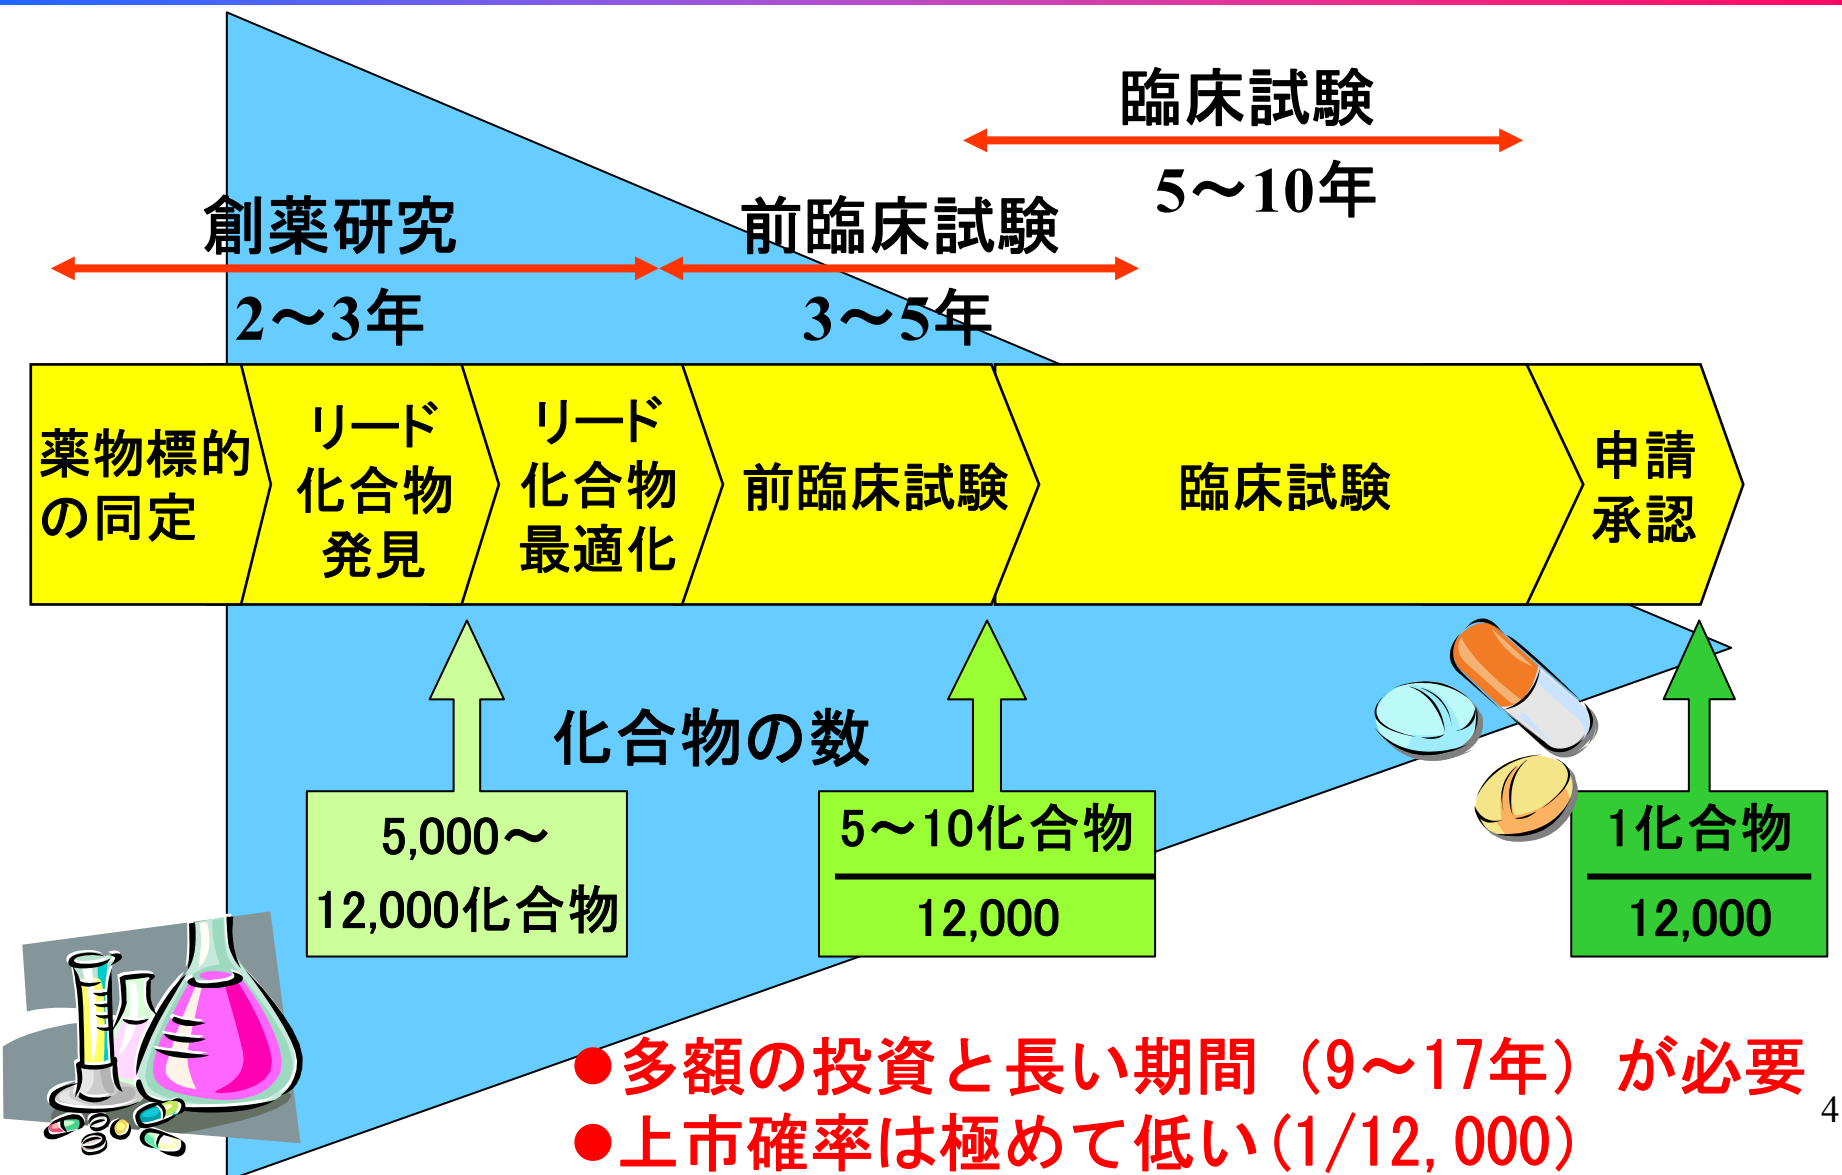 臨床試験
5～10年
創薬研究
2～3年
前臨床試験
3～5年
薬物標的
の同定
リード
化合物
発見
リード
化合物
最適化
前臨床試験
臨床試験
申請
承認
化合物の数
5,000～
12,000化合物
5～10化合物
12,000
1化合物
12,000
●多額の投資と長い期間（9～17年）が必要
●上市確率は極めて低い(1/12,000)
4